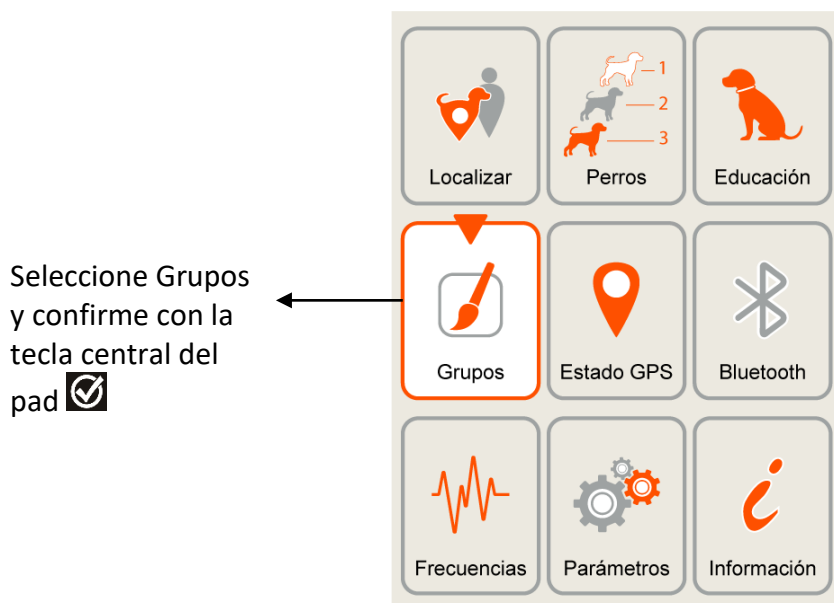 1
2
3
Localizar
Perros
Educación
Seleccione Grupos
y confirme con la
tecla central del
pad
Grupos
Estado GPS
Bluetooth
Frecuencias
Parámetros
Información